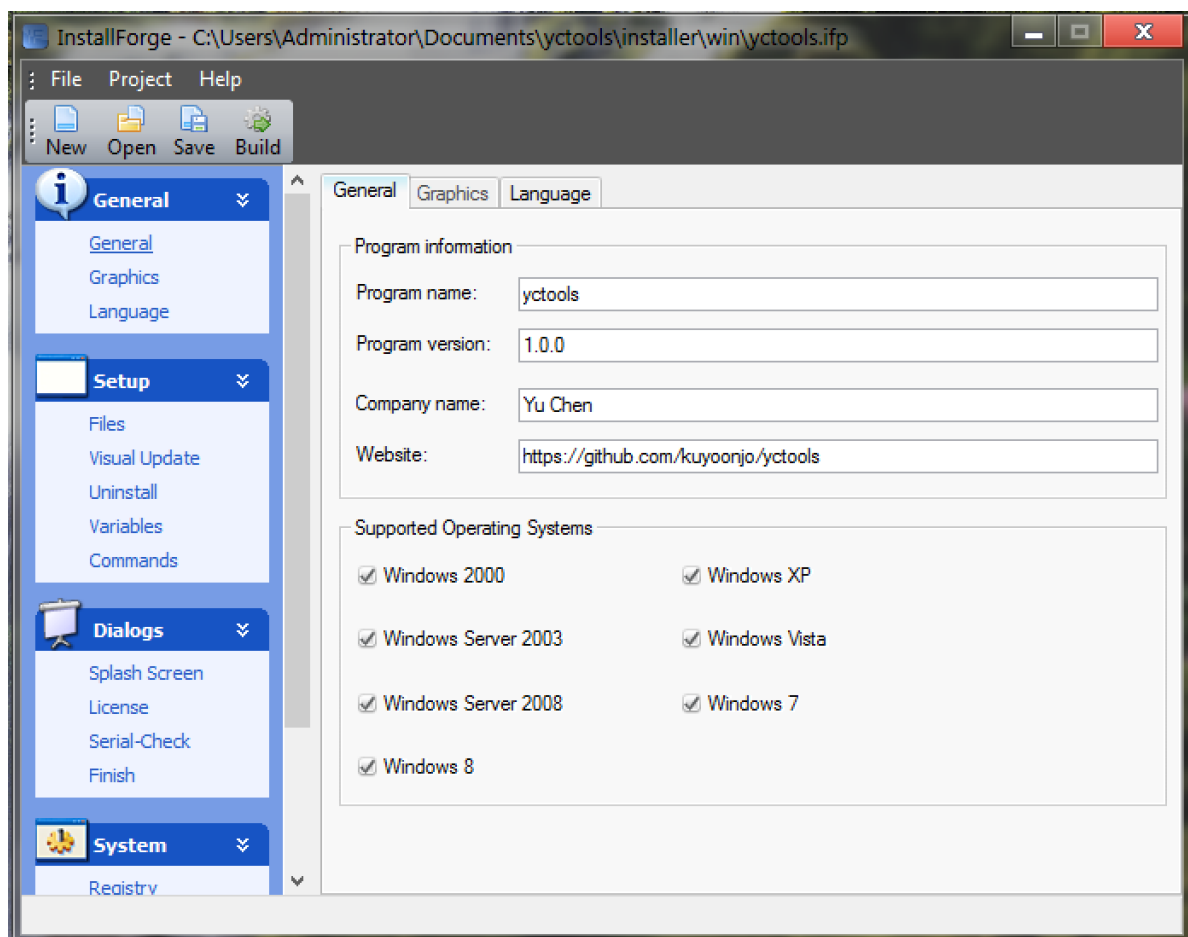 InstallForge - C:\Users\Administrator\Documents\yctools\installer\win\yctools.ifp
File Project Help
New Open Save Build
General
General
Graphics
Language
Setup
Files
Visual Update
Uninstall
Variables
Commands
Dialogs
Splash Screen
License
Serial-Check
Finish
System
Registry
General Graphics Language
Program information
Program name: yctools
Program version: 1.0.0
Company name: Yu Chen
Website: https://github.com/kuyoonjo/yctools
Supported Operating Systems
Windows 2000 Windows XP
Windows Server 2003 Windows Vista
Windows Server 2008 Windows 7
Windows 8